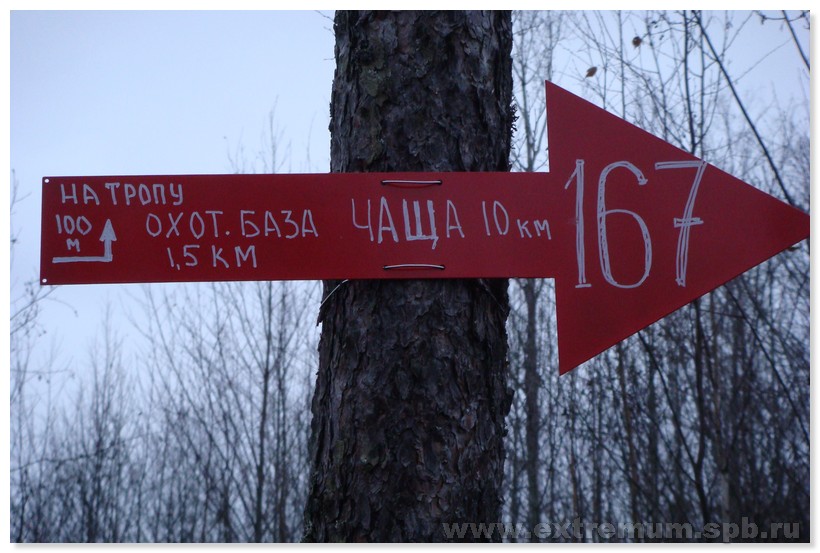 НА ТРОПУ
100 М
ОХОТ. БАЗА
1,5 КМ
ЧАЩА 10 КМ
167
www.extremum.spb.ru